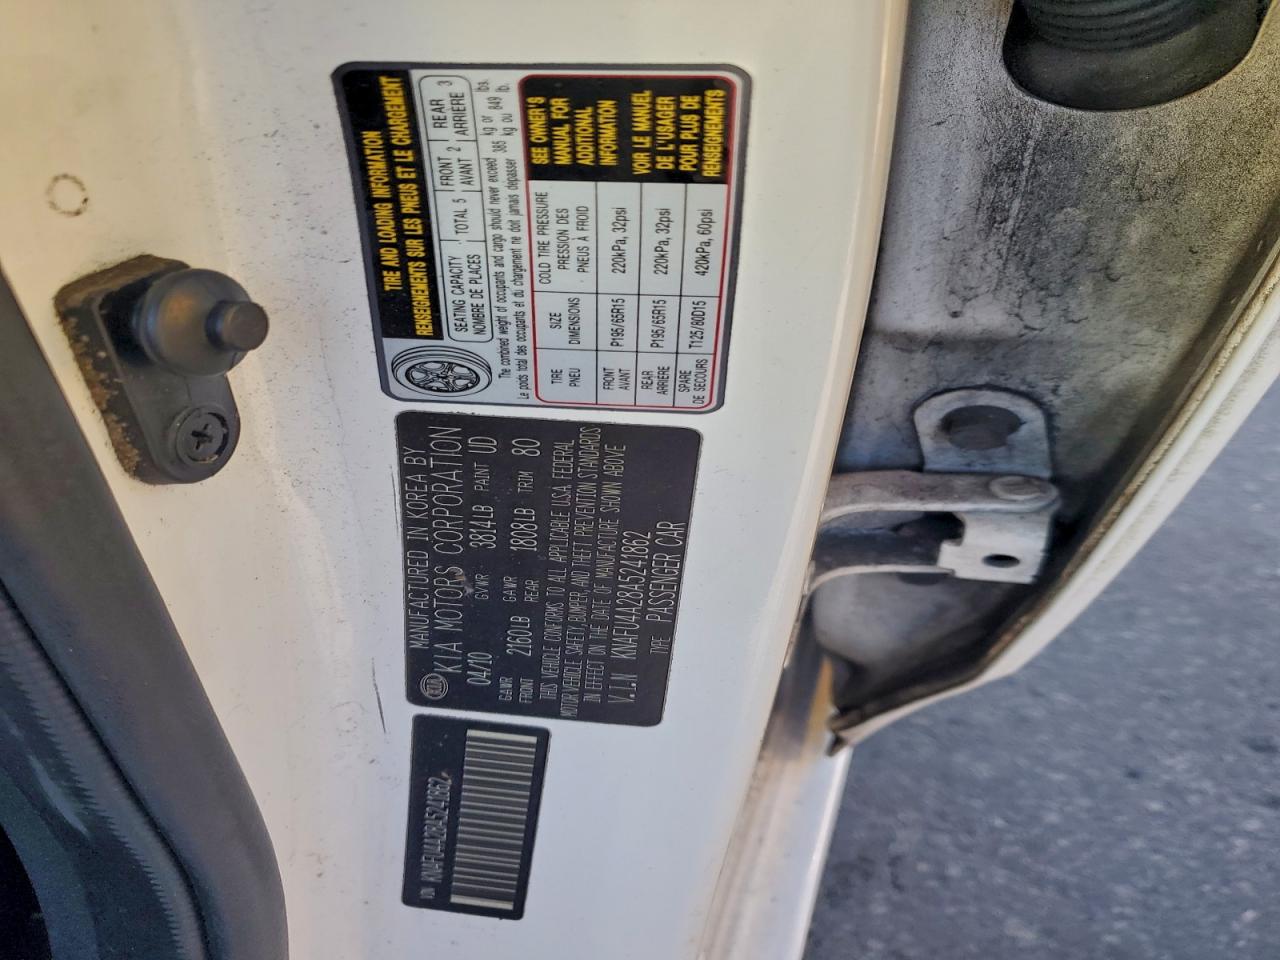 TIRE AND LOADING INFORMATION
RENSEIGNEMENTS SUR LES PNEUS ET LE CHARGEMENT
SEATING CAPACITY TOTAL 5 FRONT 2 REAR 3
NOMBRE DE PLACES AVANT ARRIÈRE
The combined weight of occupants and cargo should never exceed 385 kg or 849 lbs.
Le poids total des occupants et du chargement ne doit jamais dépasser kg ou lb.
TIRE SIZE COLD TIRE PRESSURE
PNEU DIMENSIONS PRESSION DES PNEUS À FROID
FRONT AVANT P195/65R15 220kPa, 32psi
REAR ARRIÈRE P195/65R15 220kPa, 32psi
SPARE DE SECOURS T125/80D15 420kPa, 60psi
SEE OWNER'S
MANUAL FOR
ADDITIONAL
INFORMATION
VOIR LE MANUEL
DE L'USAGER
POUR PLUS DE
RENSEIGNEMENTS
MANUFACTURED IN KOREA BY
KIA KIA MOTORS CORPORATION
04/10 GVWR 3814LB PAINT UD
GAWR FRONT 2160LB GAWR REAR 1808LB TRIM 80
THIS VEHICLE CONFORMS TO ALL APPLICABLE U.S.A. FEDERAL
MOTOR VEHICLE SAFETY, BUMPER, AND THEFT PREVENTION STANDARDS
IN EFFECT ON THE DATE OF MANUFACTURE SHOWN ABOVE
V.I.N KNAFU4A28A5241862
TYPE PASSENGER CAR
KNAFU4A28A5241862